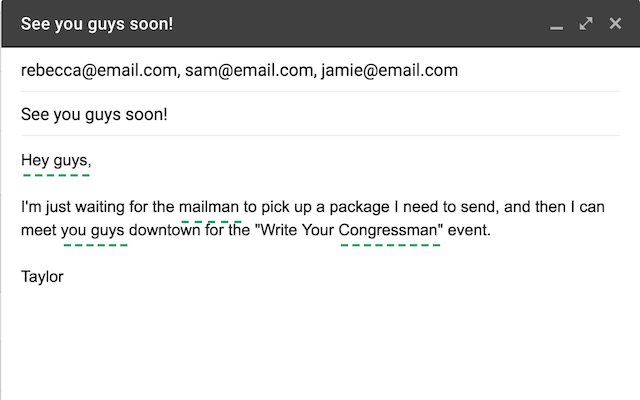 See you guys soon!
rebecca@email.com, sam@email.com, jamie@email.com
See you guys soon!
Hey guys,
I'm just waiting for the mailman to pick up a package I need to send, and then I can
meet you guys downtown for the "Write Your Congressman" event.
Taylor